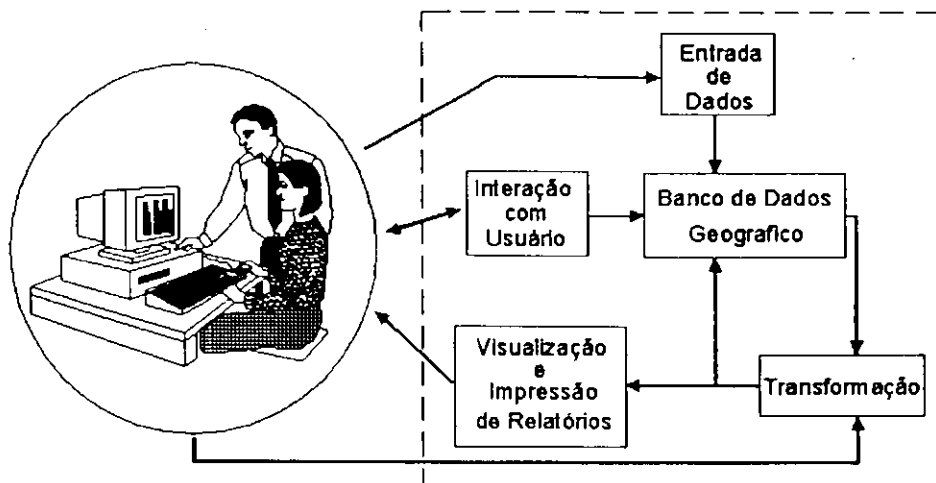 Entrada
de
Dados
Interação
com
Usuário
Banco de Dados
Geografico
Visualização
e
Impressão
de Relatórios
Transformação